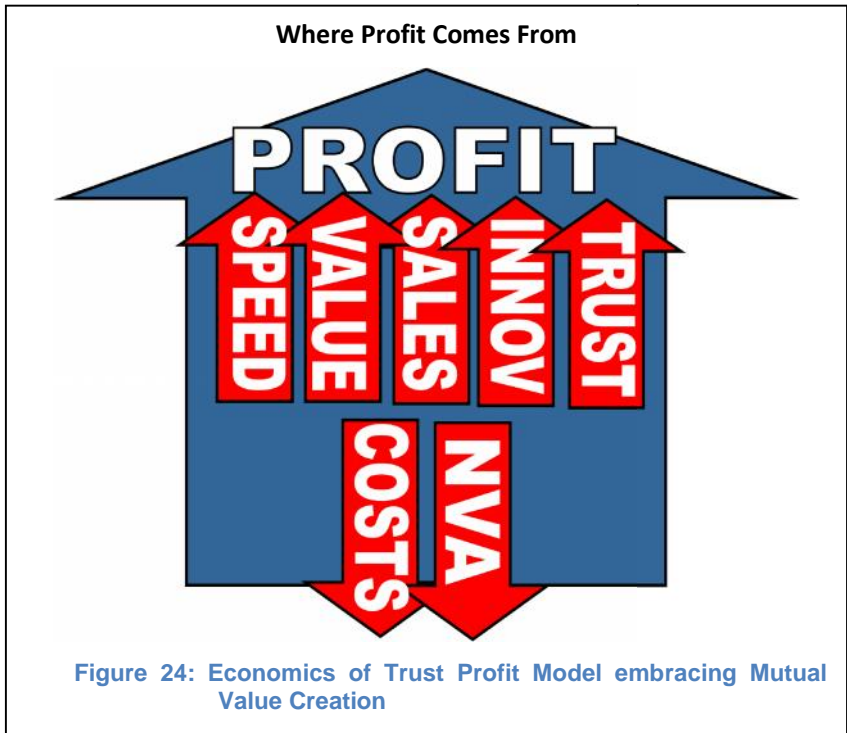 Where Profit Comes From
PROFIT
SPEED
VALUE
SALES
INNOV
TRUST
COSTS
NVA
Figure 24: Economics of Trust Profit Model embracing Mutual
Value Creation